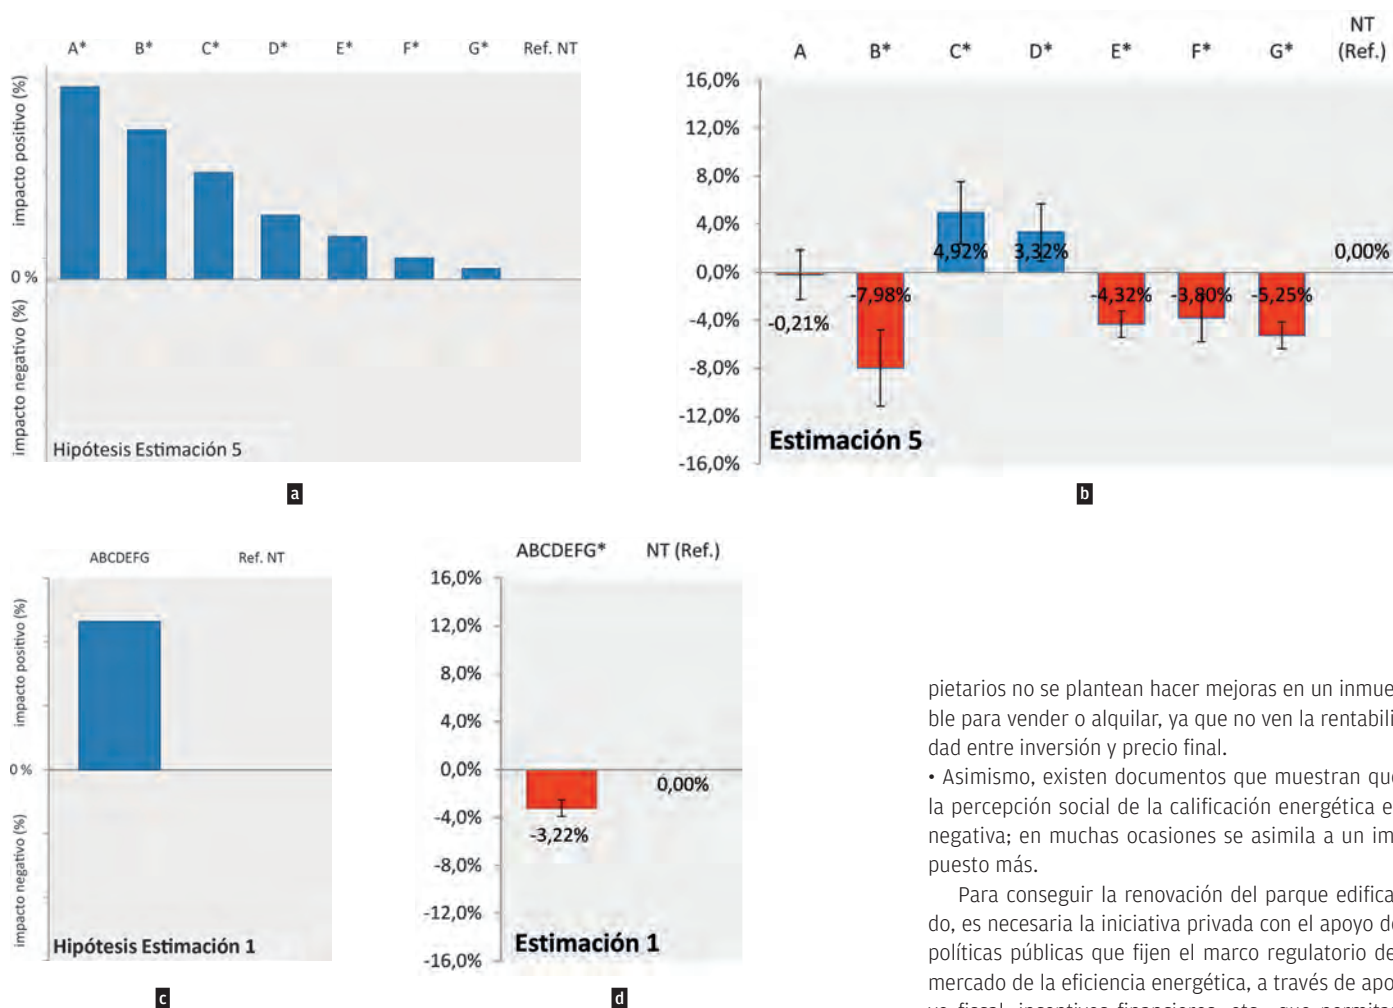 A* B* C* D* E* F* G* Ref. NT
impacto positivo (%)
0 %
impacto negativo (%)
Hipótesis Estimación 5
a
A B* C* D* E* F* G* NT (Ref.)
16,0%
12,0%
8,0%
4,0%
0,0%
-4,0%
-8,0%
-12,0%
-16,0%
-0,21%
-7,98%
4,92%
3,32%
-4,32%
-3,80%
-5,25%
0,00%
Estimación 5
b
ABCDEFG Ref. NT
impacto positivo (%)
0 %
impacto negativo (%)
Hipótesis Estimación 1
c
ABCDEFG* NT (Ref.)
16,0%
12,0%
8,0%
4,0%
0,0%
-4,0%
-8,0%
-12,0%
-16,0%
-3,22%
0,00%
Estimación 1
d
pietarios no se plantean hacer mejoras en un inmue
ble para vender o alquilar, ya que no ven la rentabili
dad entre inversión y precio final.
• Asimismo, existen documentos que muestran que
la percepción social de la calificación energética e
negativa; en muchas ocasiones se asimila a un im
puesto más.
Para conseguir la renovación del parque edifica
do, es necesaria la iniciativa privada con el apoyo de
políticas públicas que fijen el marco regulatorio de
mercado de la eficiencia energética, a través de apo